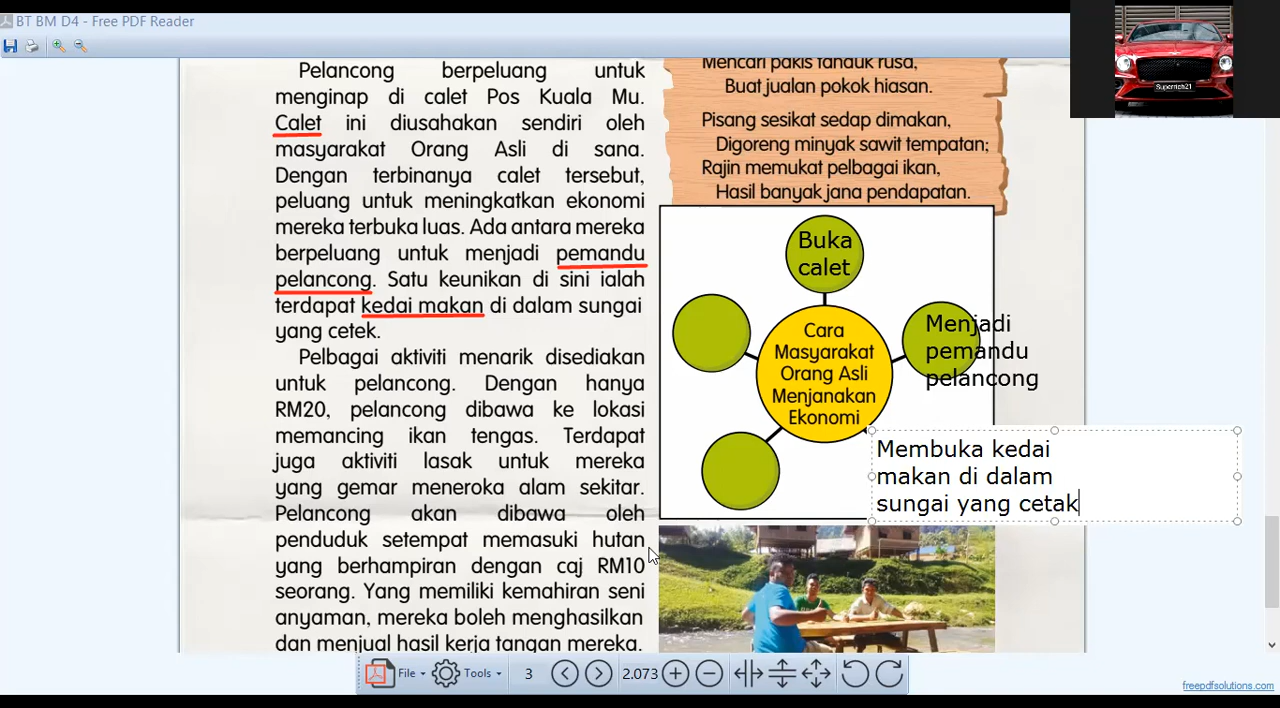 BT BM D4 - Free PDF Reader
Superrich21
Pelancong berpeluang untuk
menginap di calet Pos Kuala Mu.
Calet ini diusahakan sendiri oleh
masyarakat Orang Asli di sana.
Dengan terbinanya calet tersebut,
peluang untuk meningkatkan ekonomi
mereka terbuka luas. Ada antara mereka
berpeluang untuk menjadi pemandu
pelancong. Satu keunikan di sini ialah
terdapat kedai makan di dalam sungai
yang cetek.
Pelbagai aktiviti menarik disediakan
untuk pelancong. Dengan hanya
RM20, pelancong dibawa ke lokasi
memancing ikan tengas. Terdapat
juga aktiviti lasak untuk mereka
yang gemar meneroka alam sekitar.
Pelancong akan dibawa oleh
penduduk setempat memasuki hutan
yang berhampiran dengan caj RM10
seorang. Yang memiliki kemahiran seni
anyaman, mereka boleh menghasilkan
dan menjual hasil kerja tangan mereka.
Mencari pakis tanduk rusa,
Buat jualan pokok hiasan.
Pisang sesikat sedap dimakan,
Digoreng minyak sawit tempatan;
Rajin memukat pelbagai ikan,
Hasil banyak jana pendapatan.
Buka
calet
Cara
Masyarakat
Orang Asli
Menjanakan
Ekonomi
Menjadi
pemandu
pelancong
Membuka kedai
makan di dalam
sungai yang cetak
File
Tools
3
2.073
freepdfsolutions.com